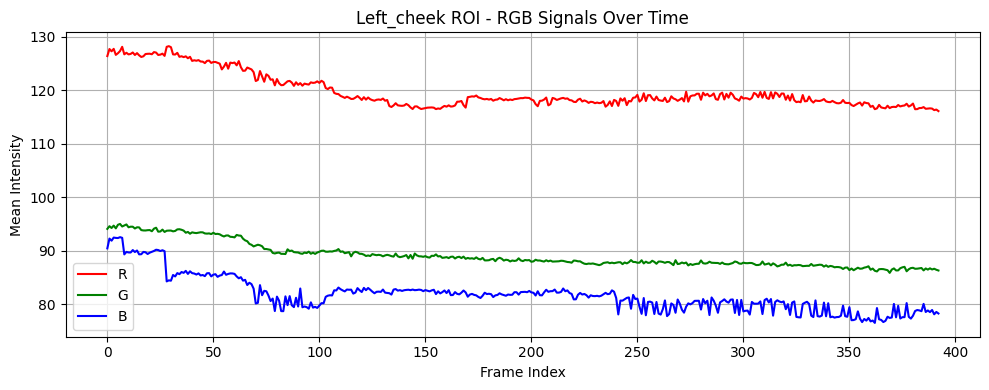 Left_cheek ROI - RGB Signals Over Time
Mean Intensity
130
120
110
100
90
80
R
G
B
0 50 100 150 200 250 300 350 400
Frame Index